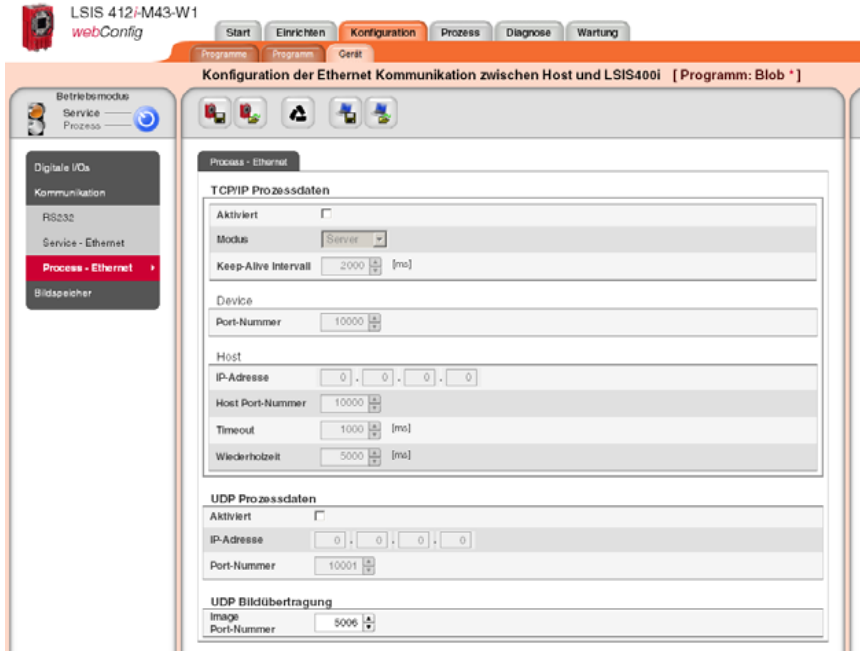 LSIS 412i-M43-W1
webConfig
Start Einrichten Konfiguration Prozess Diagnose Wartung
Programme Programm Gerät
Konfiguration der Ethernet Kommunikation zwischen Host und LSIS400i [ Programm: Blob * ]
Betriebsmodus
Service
Prozess
Digitale I/Os
Kommunikation
RS232
Service - Ethernet
Process - Ethernet
Bildspeicher
Process - Ethernet
TCP/IP Prozessdaten
Aktiviert
Modus Server
Keep-Alive Intervall 2000 [ms]
Device
Port-Nummer 10000
Host
IP-Adresse 0 . 0 . 0 . 0
Host Port-Nummer 10000
Timeout 1000 [ms]
Wiederholzeit 5000 [ms]
UDP Prozessdaten
Aktiviert
IP-Adresse 0 . 0 . 0 . 0
Port-Nummer 10001
UDP Bildübertragung
Image
Port-Nummer 5006